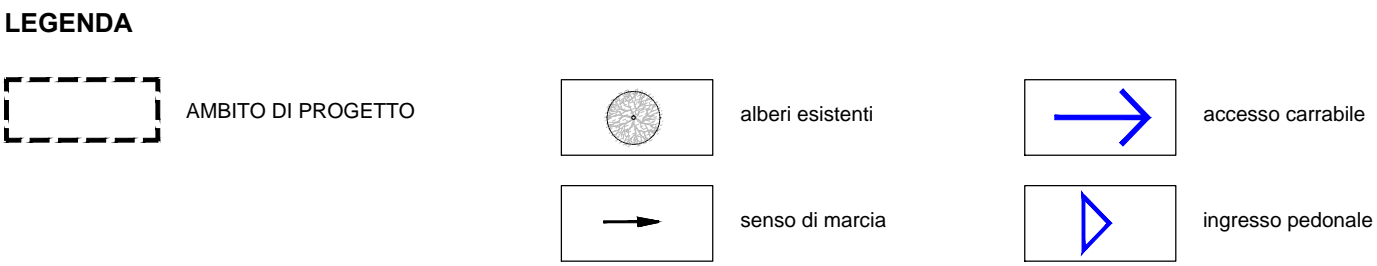 LEGENDA
AMBITO DI PROGETTO
alberi esistenti
accesso carrabile
senso di marcia
ingresso pedonale